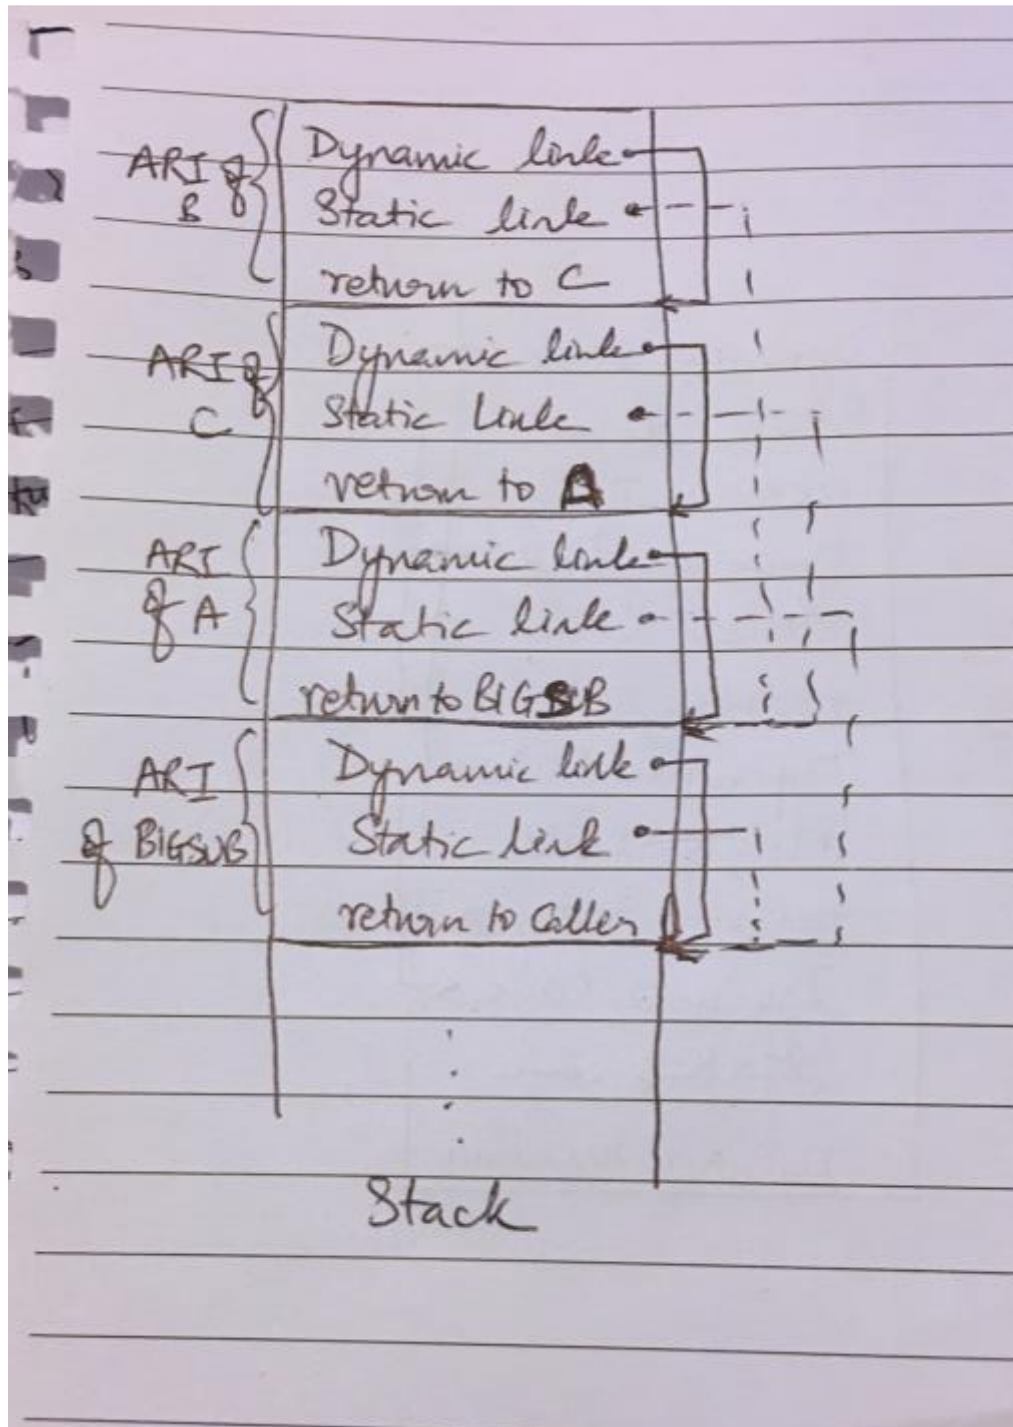 Dynamic link
ARI of
B
Static link
return to C
Dynamic link
ARI of
C
Static Link
return to A
Dynamic link
ARI
of A
Static link
return to BIGSUB
Dynamic link
ARI
of BIGSUB
Static link
return to Caller
Stack